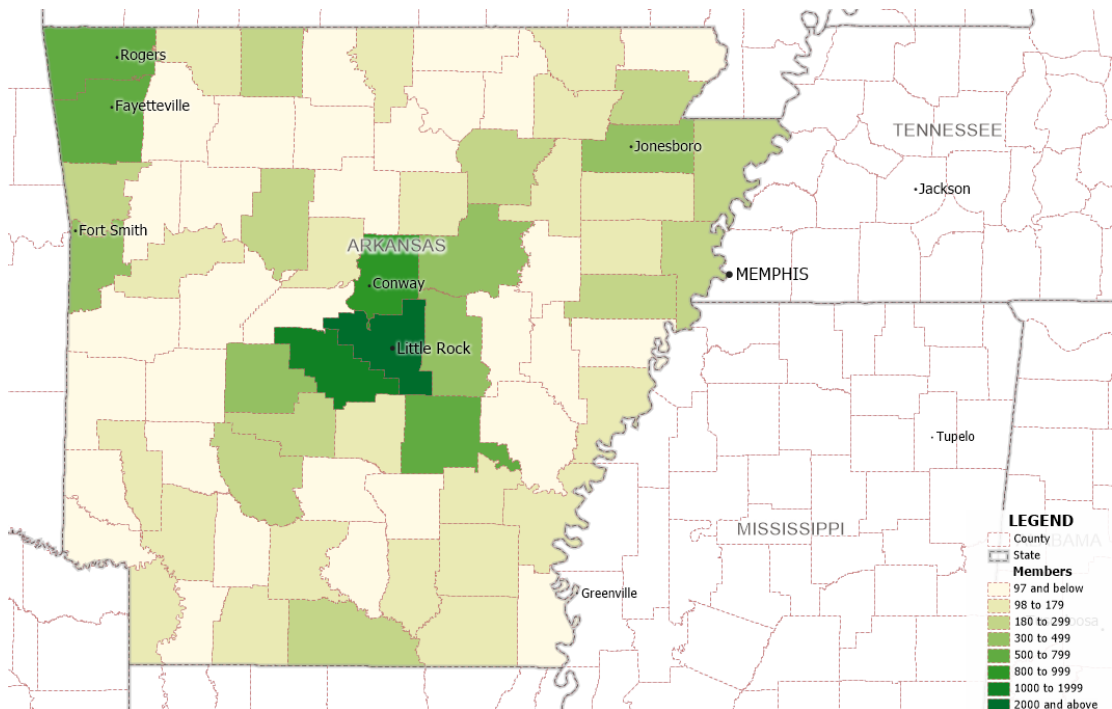 Rogers
Fayetteville
TENNESSEE
Jonesboro
Jackson
Fort Smith
ARKANSAS
MEMPHIS
Conway
Little Rock
Tupelo
MISSISSIPPI
Greenville
LEGEND
County
State
Members
97 and below
98 to 179
180 to 299
300 to 499
500 to 799
800 to 999
1000 to 1999
2000 and above